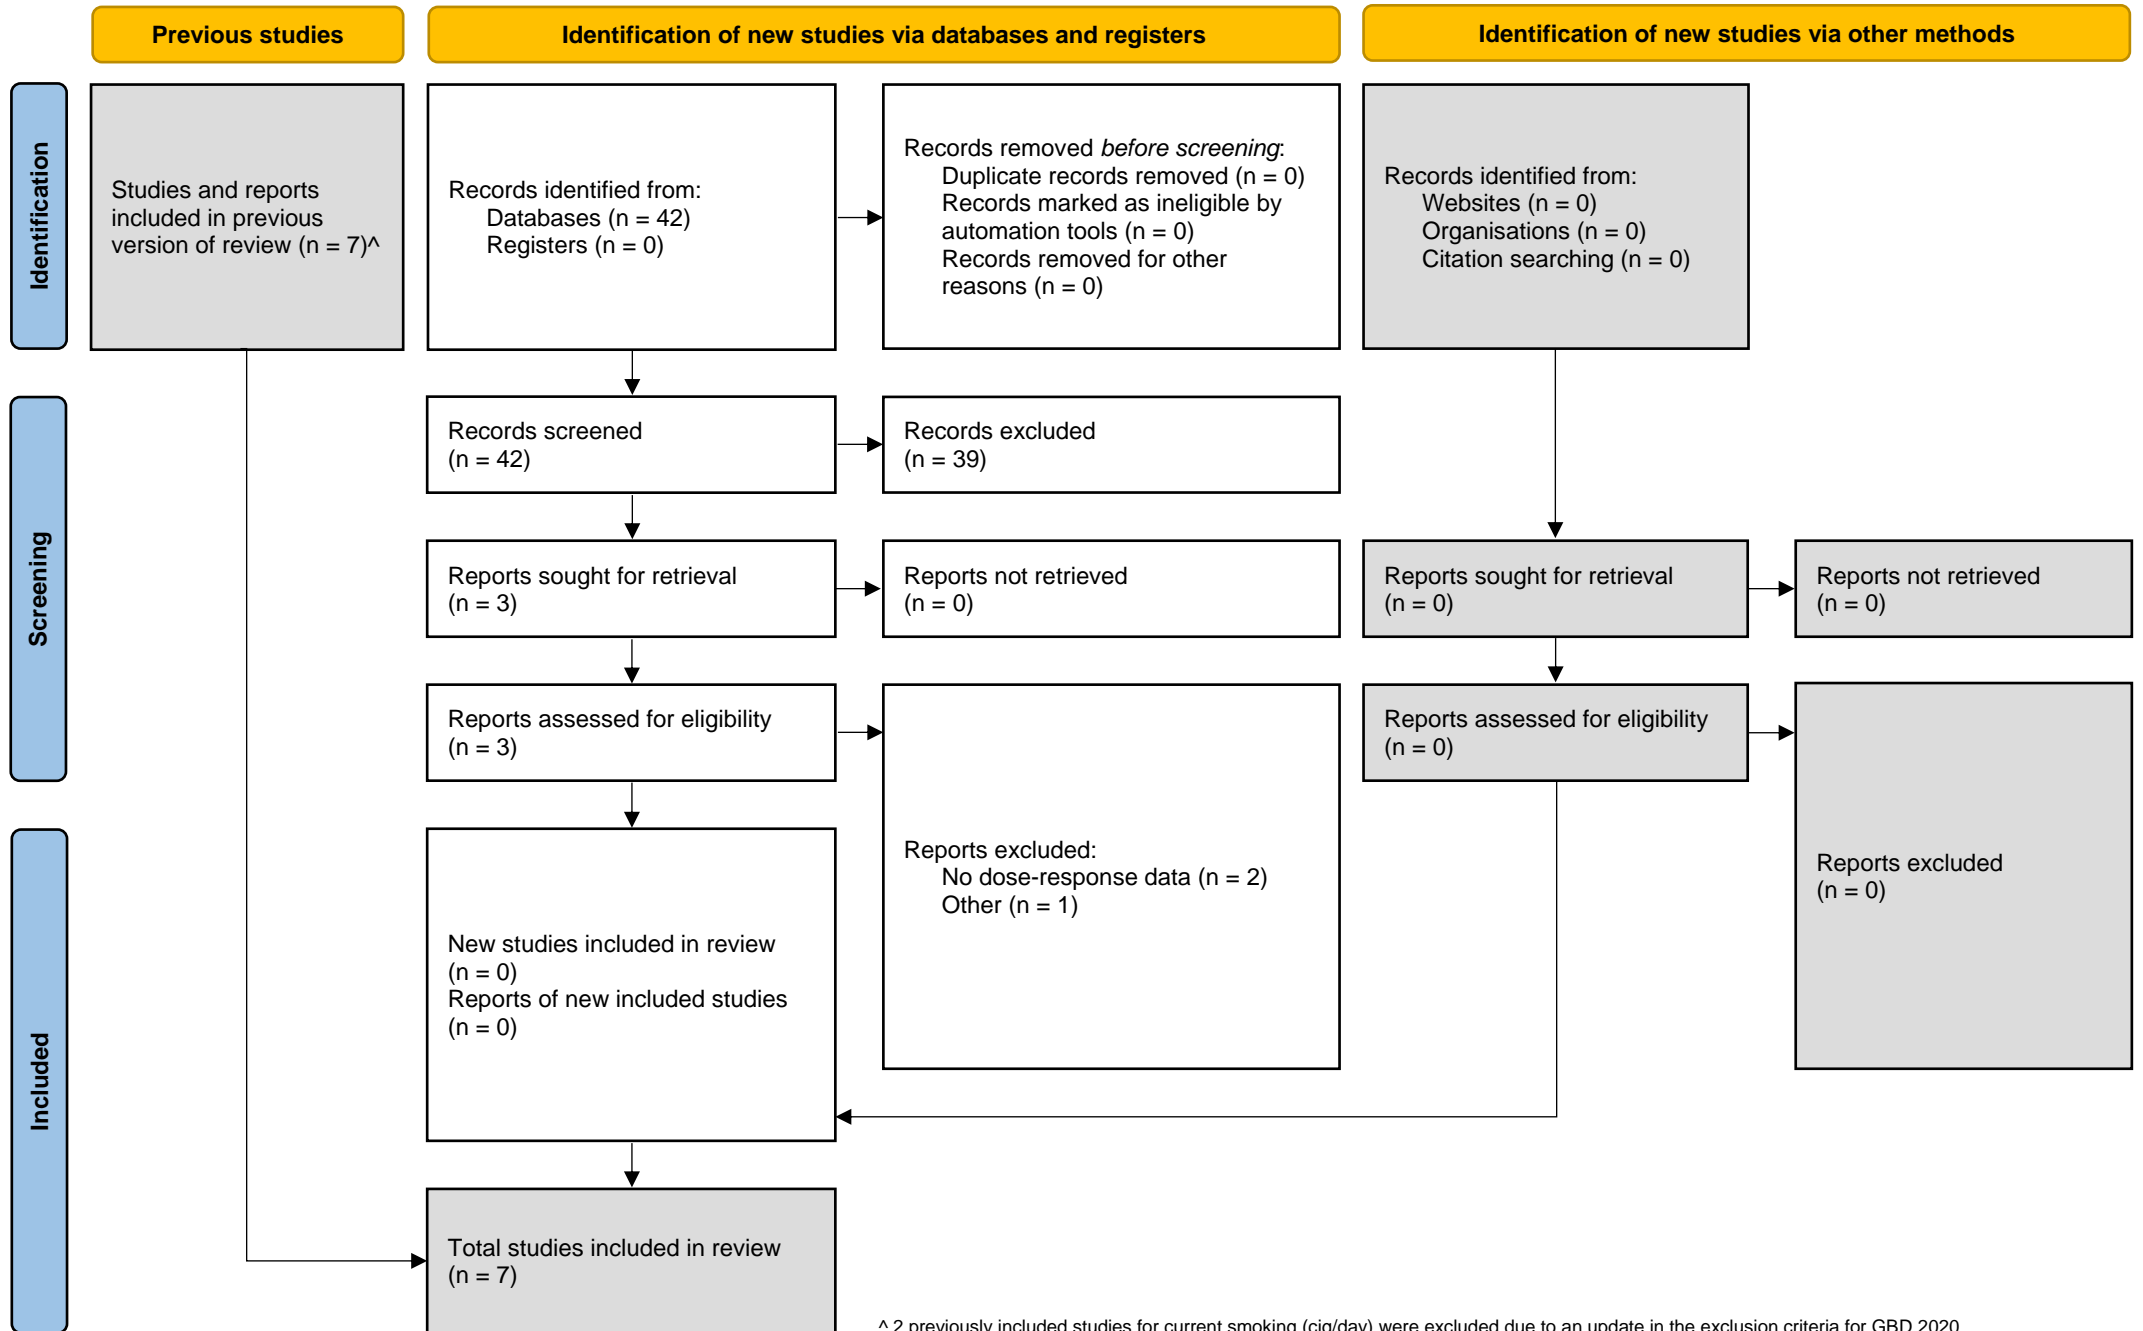 Previous studies
Identification of new studies via databases and registers
Identification of new studies via other methods
Identification
Studies and reports
included in previous
version of review (n = 7)^
Records identified from:
Databases (n = 42)
Registers (n = 0)
Records removed before screening:
Duplicate records removed (n = 0)
Records marked as ineligible by
automation tools (n = 0)
Records removed for other
reasons (n = 0)
Records identified from:
Websites (n = 0)
Organisations (n = 0)
Citation searching (n = 0)
Screening
Records screened
(n = 42)
Records excluded
(n = 39)
Reports sought for retrieval
(n = 3)
Reports not retrieved
(n = 0)
Reports sought for retrieval
(n = 0)
Reports not retrieved
(n = 0)
Reports assessed for eligibility
(n = 3)
Reports excluded:
No dose-response data (n = 2)
Other (n = 1)
Reports assessed for eligibility
(n = 0)
Reports excluded
(n = 0)
Included
New studies included in review
(n = 0)
Reports of new included studies
(n = 0)
Total studies included in review
(n = 7)
^ 2 previously included studies for current smoking (cig/day) were excluded due to an update in the exclusion criteria for GBD 2020